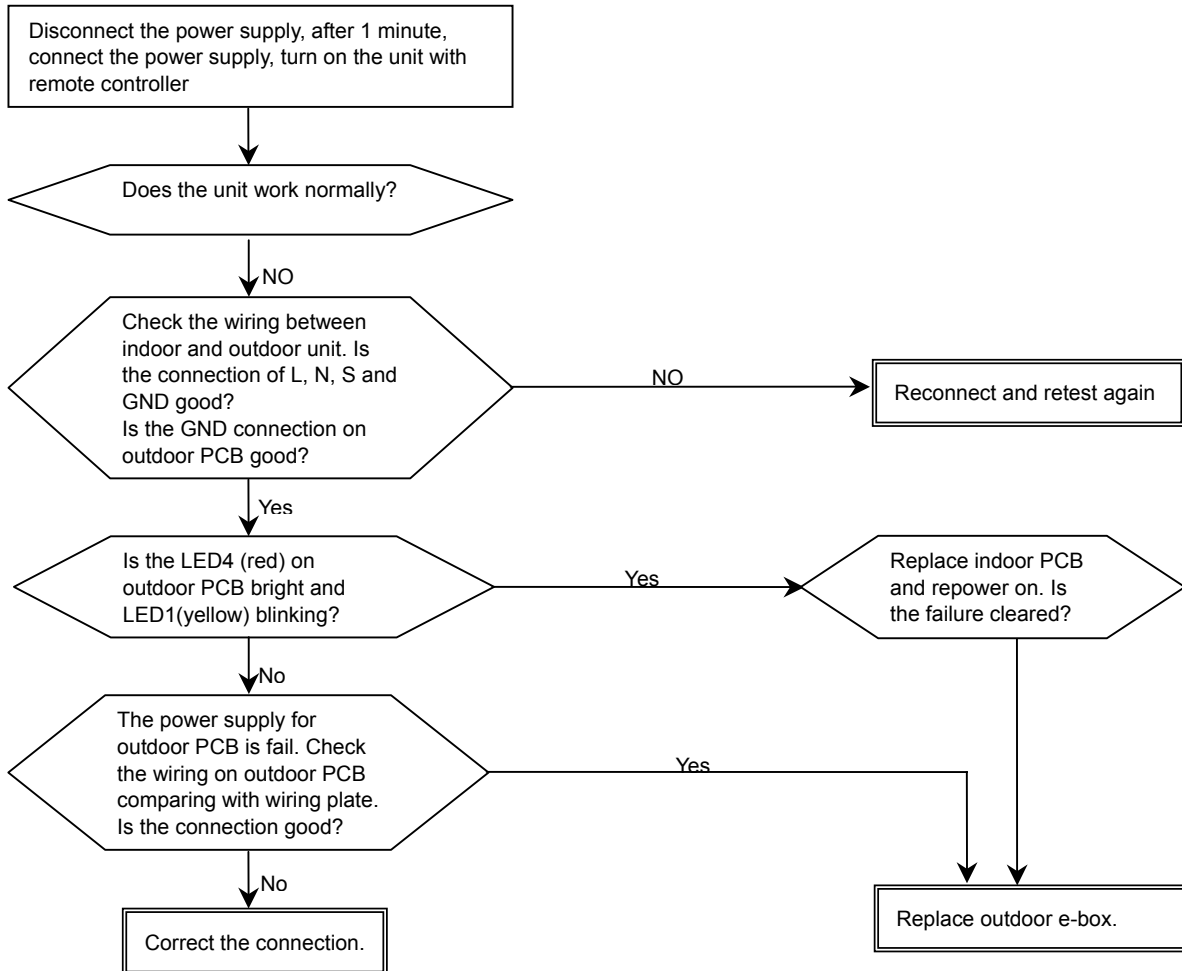 Disconnect the power supply, after 1 minute,
connect the power supply, turn on the unit with
remote controller
Does the unit work normally?
NO
Check the wiring between
indoor and outdoor unit. Is
the connection of L, N, S and
GND good?
Is the GND connection on
outdoor PCB good?
NO
Reconnect and retest again
Yes
Is the LED4 (red) on
outdoor PCB bright and
LED1(yellow) blinking?
Yes
Replace indoor PCB
and repower on. Is
the failure cleared?
No
The power supply for
outdoor PCB is fail. Check
the wiring on outdoor PCB
comparing with wiring plate.
Is the connection good?
Yes
No
Correct the connection.
Replace outdoor e-box.